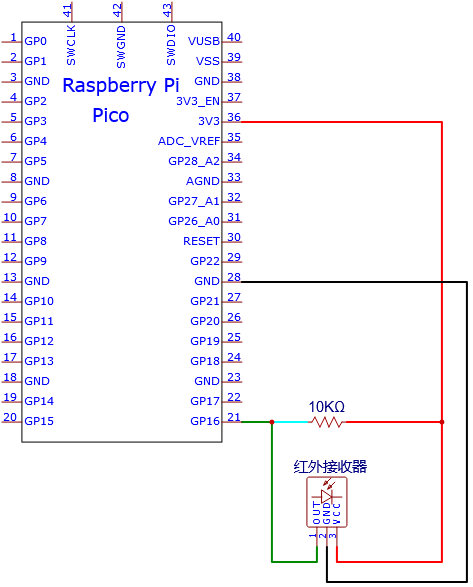 41 42 43
SWCLK SWGND SWDIO
1 GP0 VUSB 40
2 GP1 VSS 39
3 GND GND 38
Raspberry Pi
4 GP2 3V3_EN 37
Pico
5 GP3 3V3 36
6 GP4 ADC_VREF 35
7 GP5 GP28_A2 34
8 GND AGND 33
9 GP6 GP27_A1 32
10 GP7 GP26_A0 31
11 GP8 RESET 30
12 GP9 GP22 29
13 GND GND 28
14 GP10 GP21 27
15 GP11 GP20 26
16 GP12 GP19 25
17 GP13 GP18 24
18 GND GND 23
19 GP14 GP17 22
20 GP15 GP16 21
10KΩ
红外接收器
OUT GND VCC
1 2 3